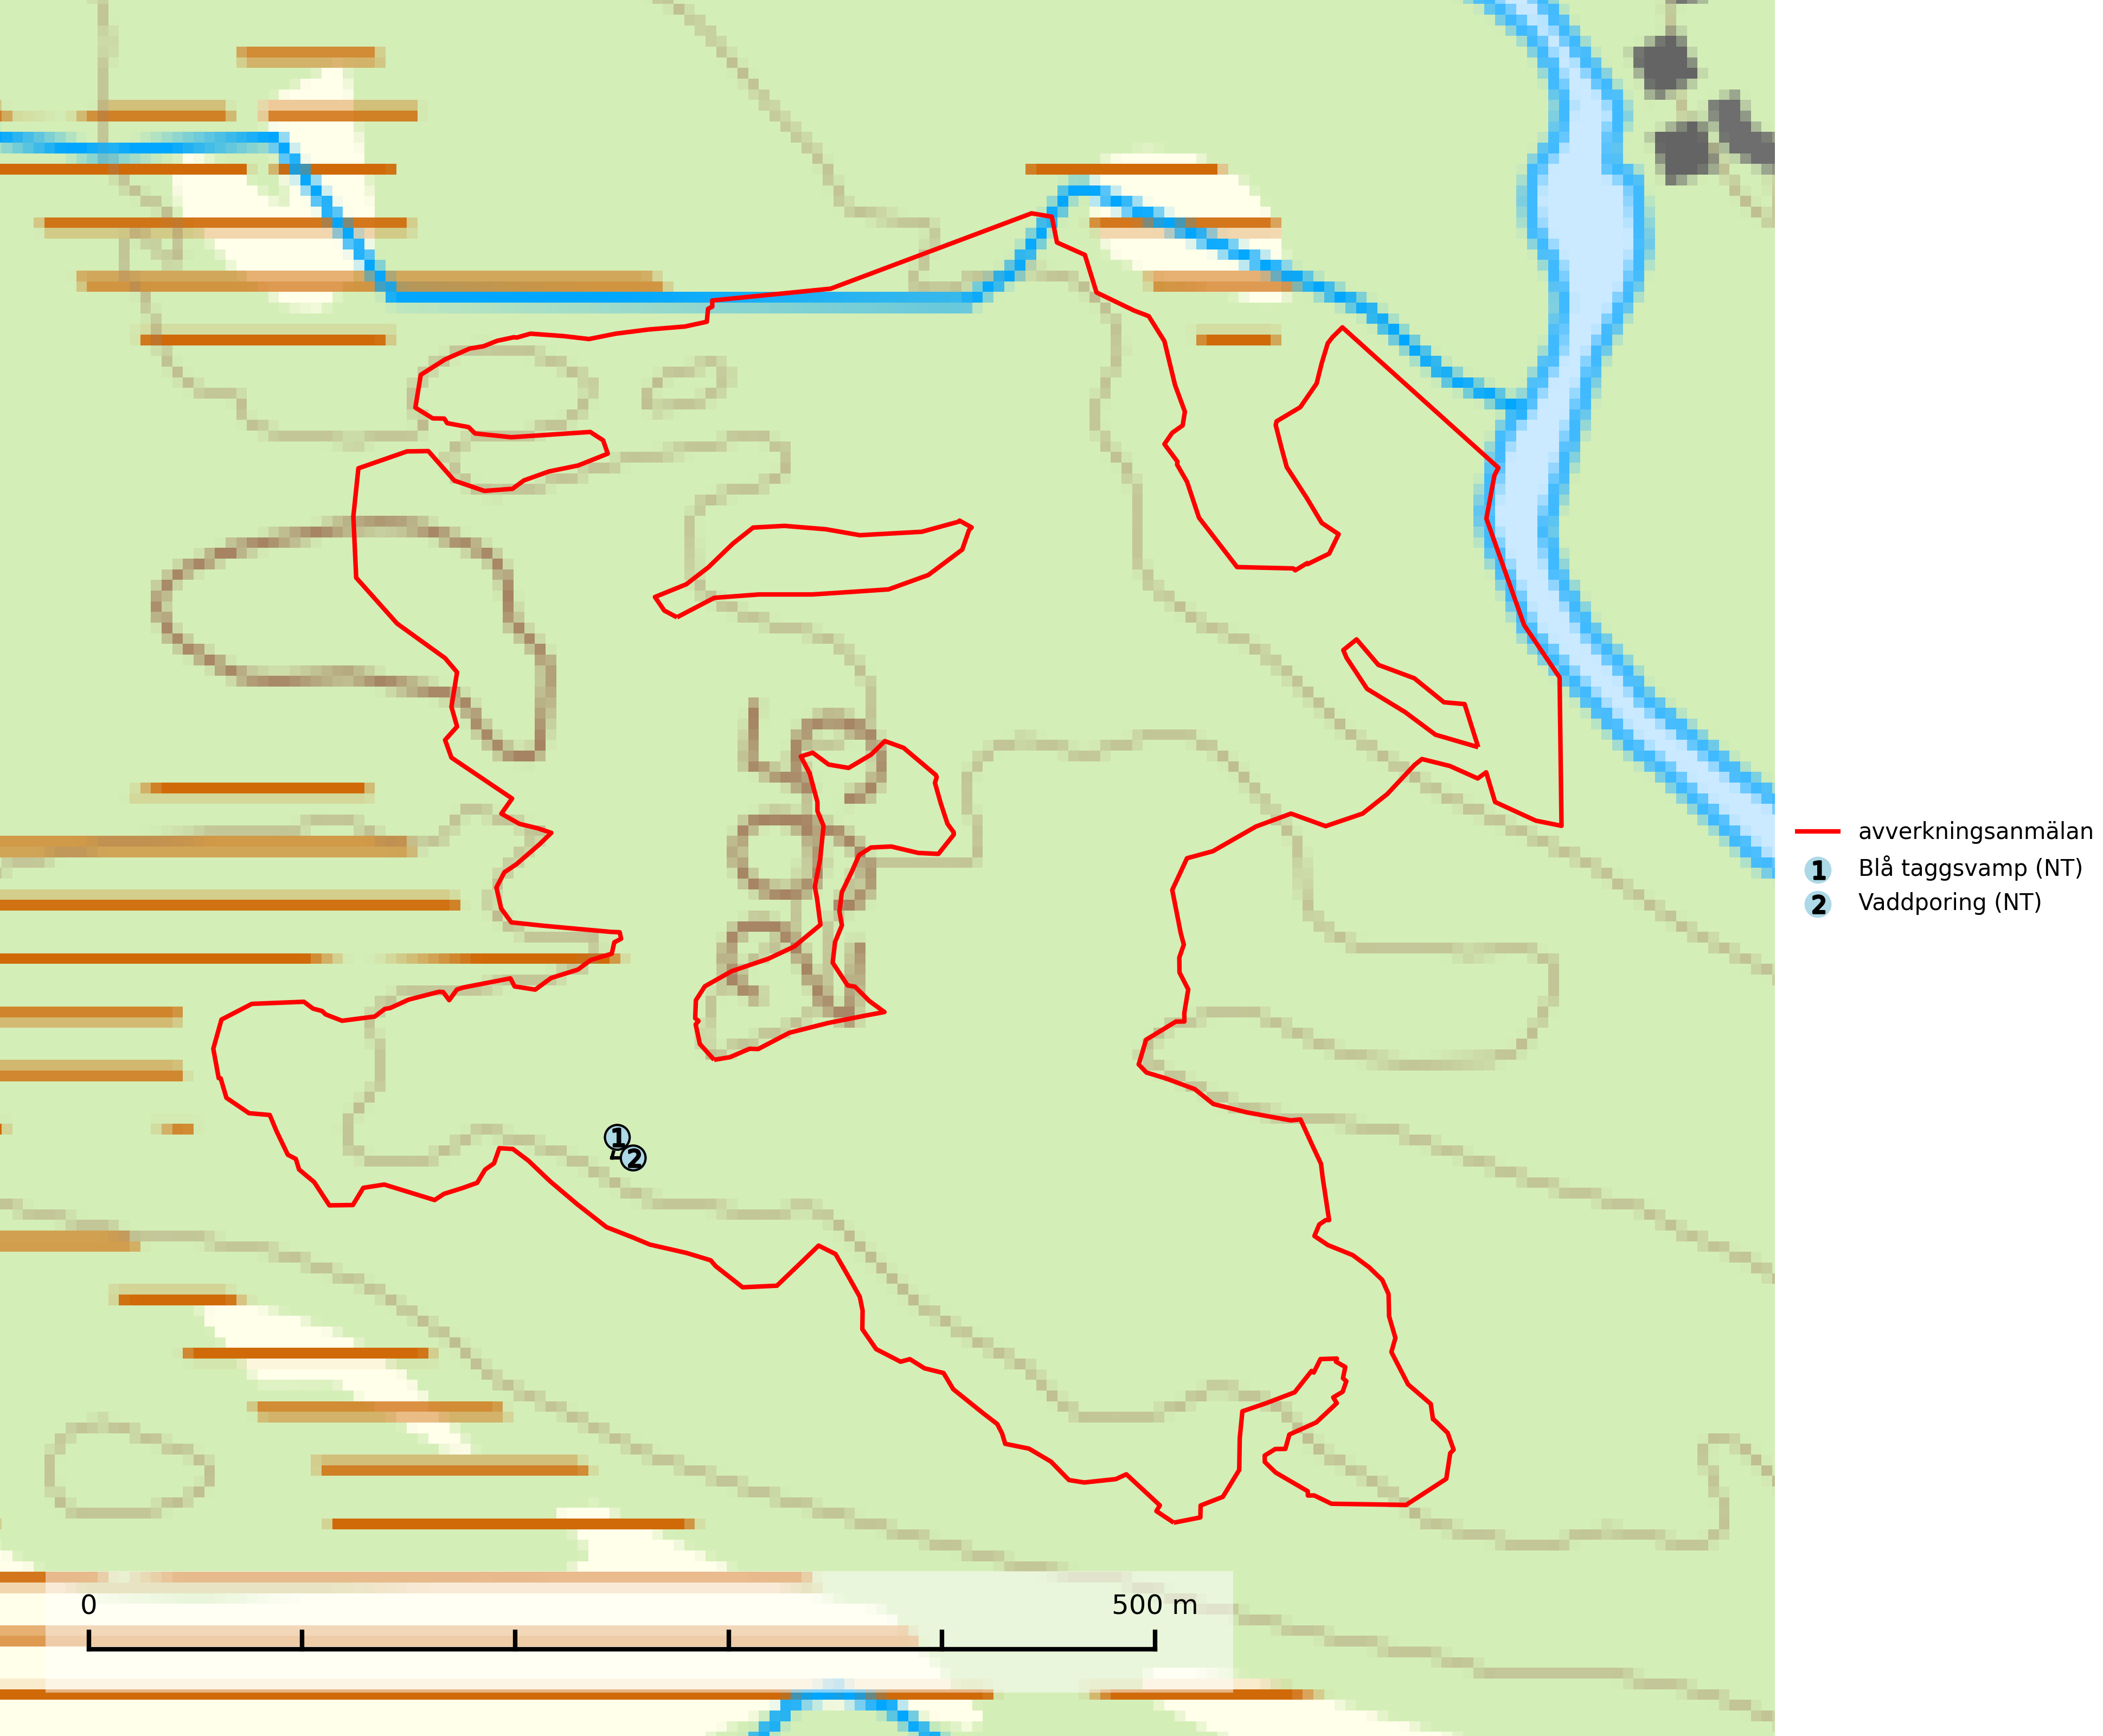 avverkningsanmälan
1 Blå taggsvamp (NT)
2 Vaddporing (NT)
1
2
0 500 m